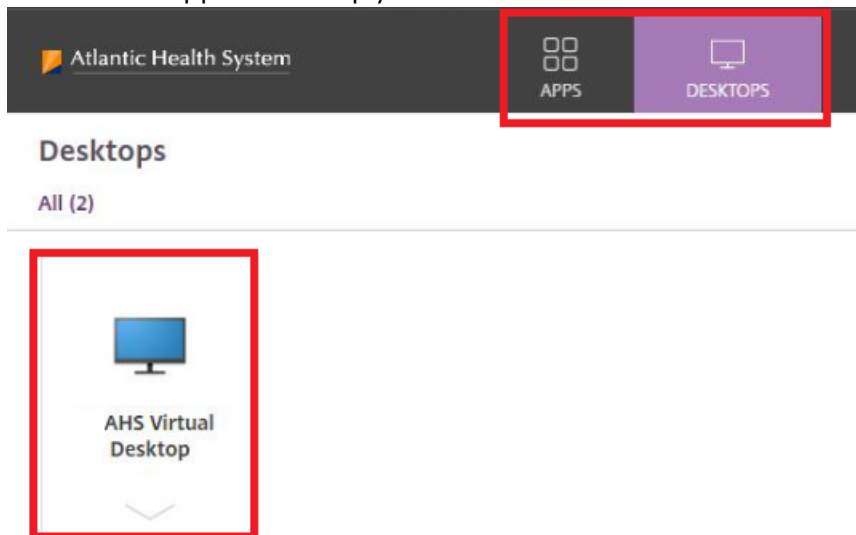 Atlantic Health System
APPS
DESKTOPS
Desktops
All (2)
AHS Virtual
Desktop